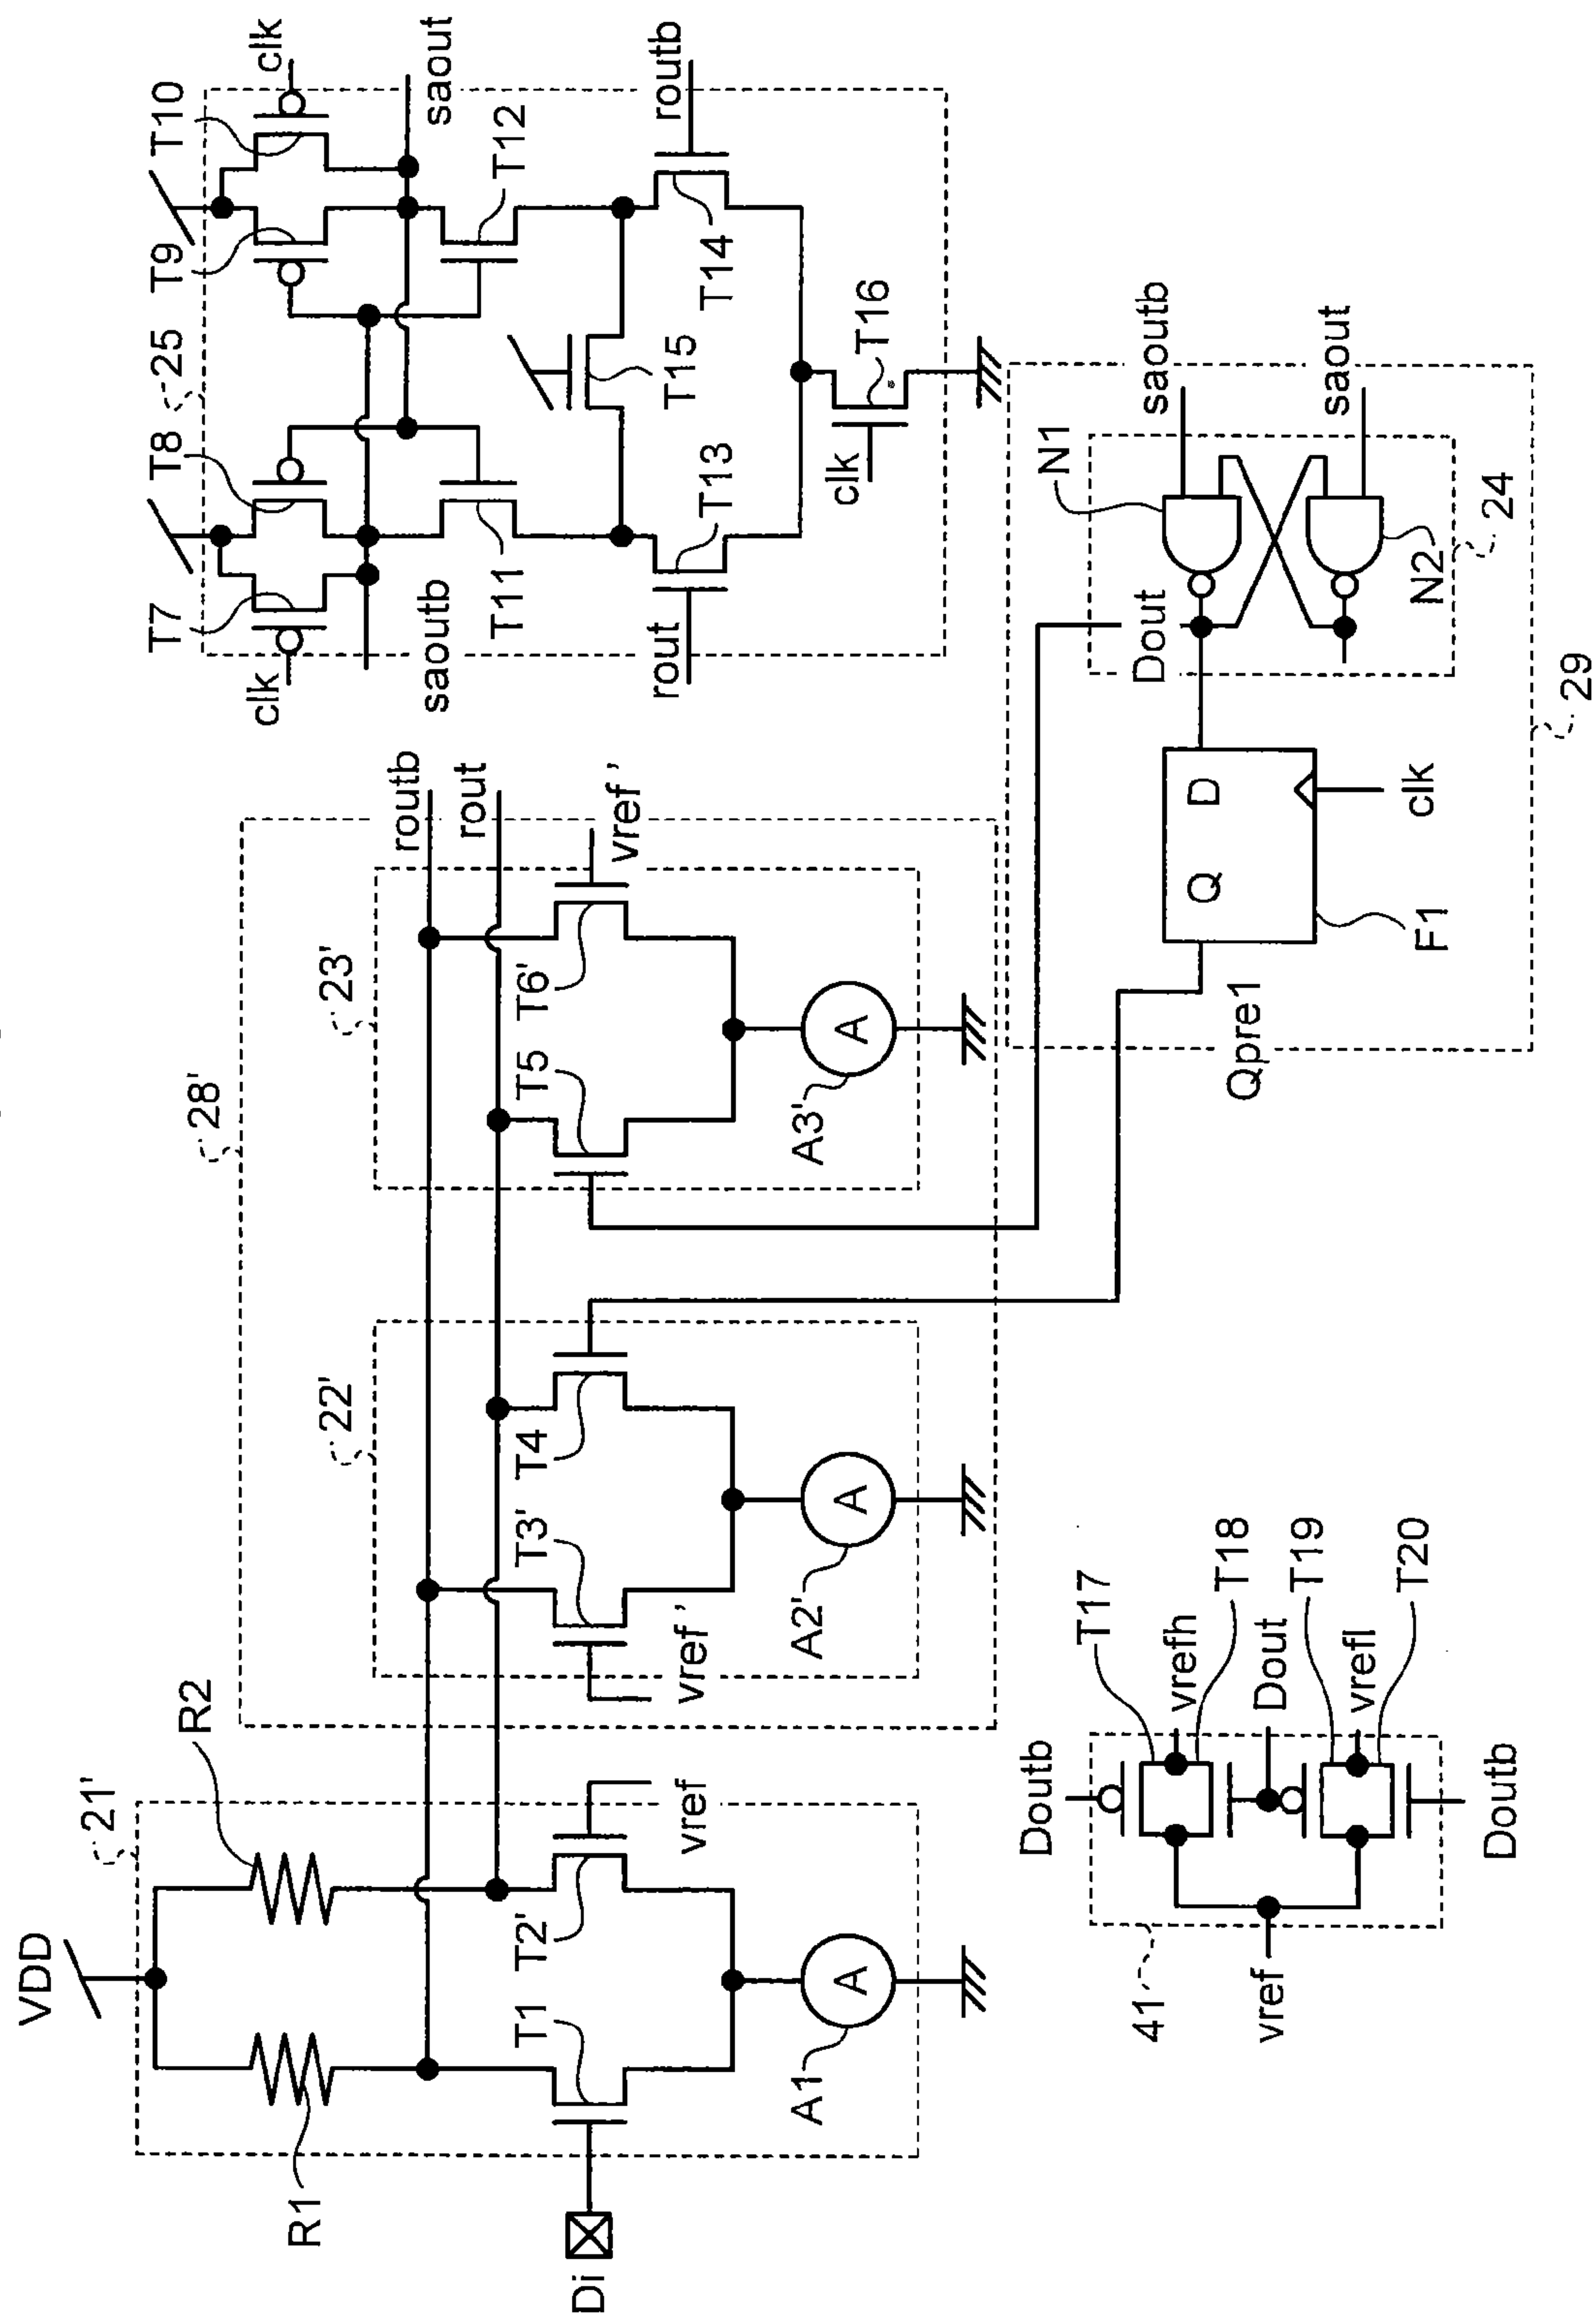 VDD
21'
R1
R2
T1
T2'
Di
vref
A1
A
28'
22'
T3'
T4
vref'
A2'
A
23'
T5
T6'
vref'
A3'
A
routb
rout
25
T7
T8
T9
T10
clk
clk
saoutb
saout
T11
T12
T15
rout
T13
T14
routb
clk
T16
41
Doutb
T17
vrefh
T18
Dout
T19
vrefl
T20
Doutb
vref
Qpre1
Q
D
F1
clk
Dout
N1
N2
saoutb
saout
24
29